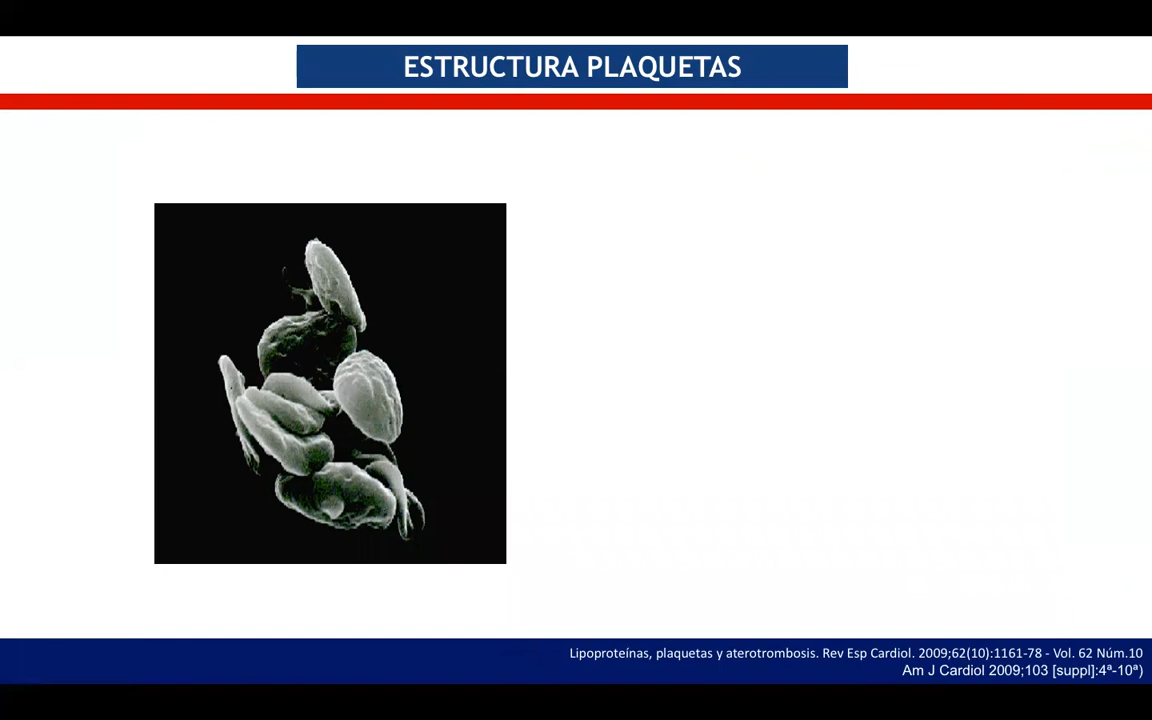 ESTRUCTURA PLAQUETAS
Lipoproteínas, plaquetas y aterotrombosis. Rev Esp Cardiol. 2009;62(10):1161-78 - Vol. 62 Núm.10
Am J Cardiol 2009;103 [suppl]:4ª-10ª)